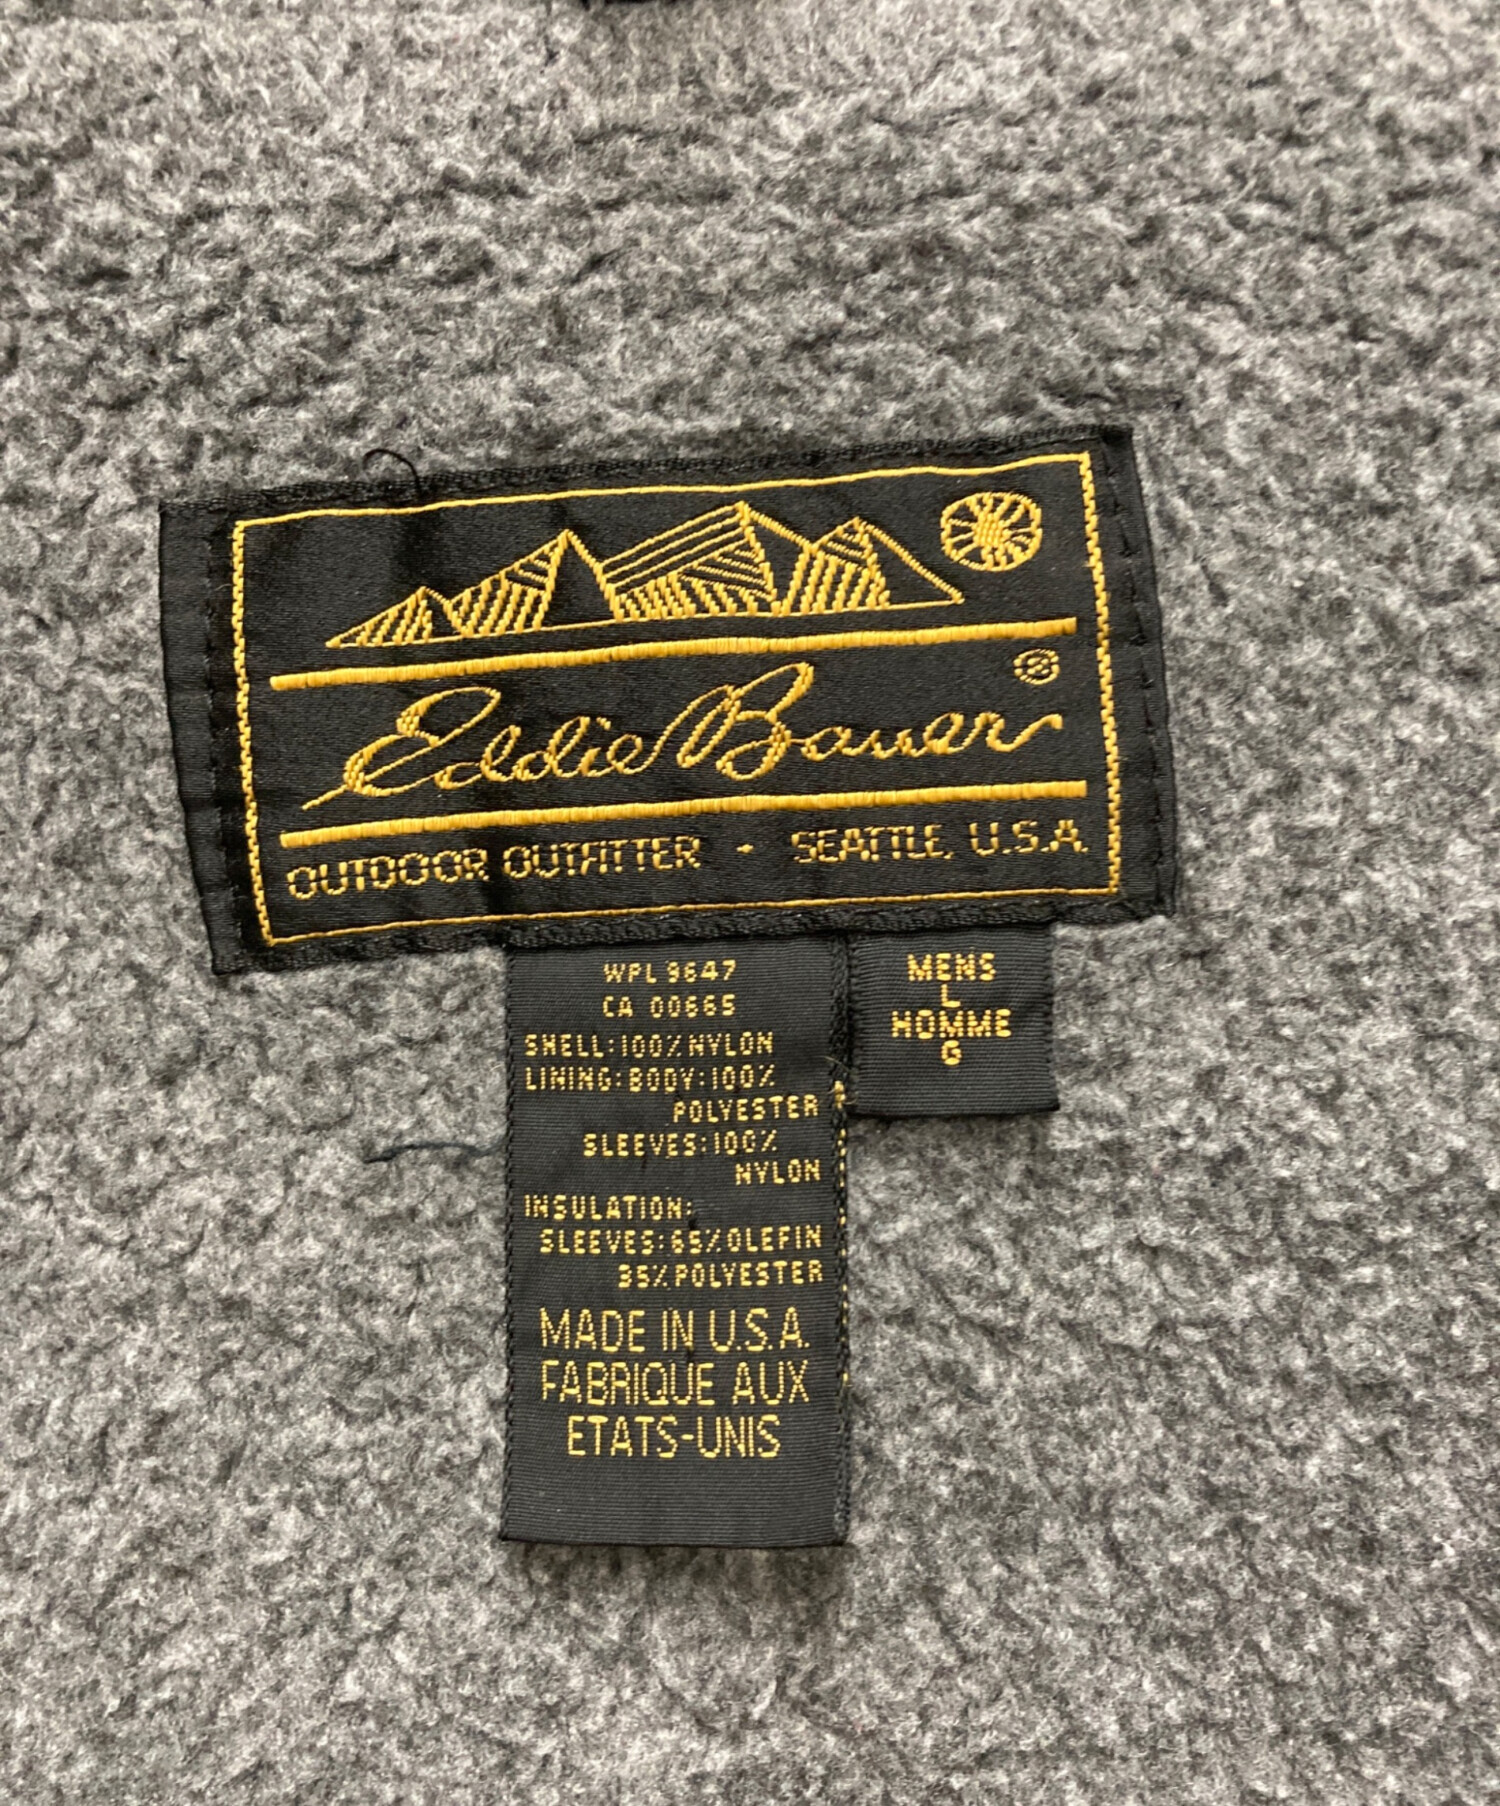 Eddie Bauer ®
OUTDOOR OUTFITTER - SEATTLE, U.S.A.
WPL 9647
CA 00665
SHELL:100% NYLON
LINING:BODY:100%
POLYESTER
SLEEVES:100%
NYLON
INSULATION:
SLEEVES:65% OLEFIN
35% POLYESTER
MADE IN U.S.A.
FABRIQUE AUX
ETATS-UNIS
MENS
L
HOMME
G